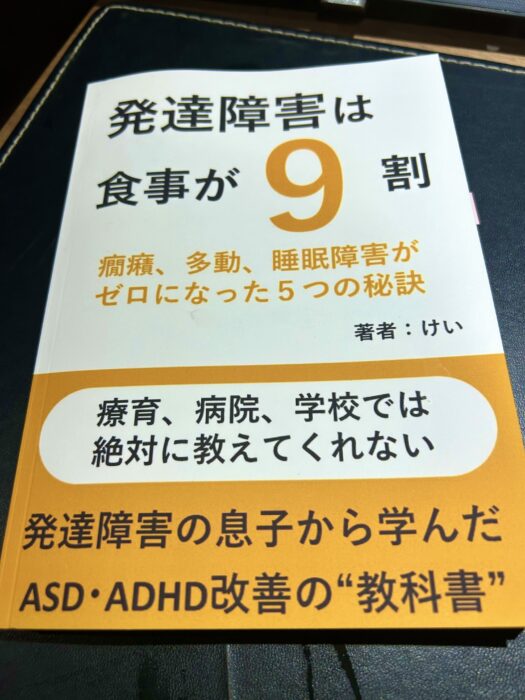 発達障害は
食事が9割
癇癪、多動、睡眠障害が
ゼロになった5つの秘訣
著者：けい
療育、病院、学校では
絶対に教えてくれない
発達障害の息子から学んだ
ASD・ADHD改善の“教科書”